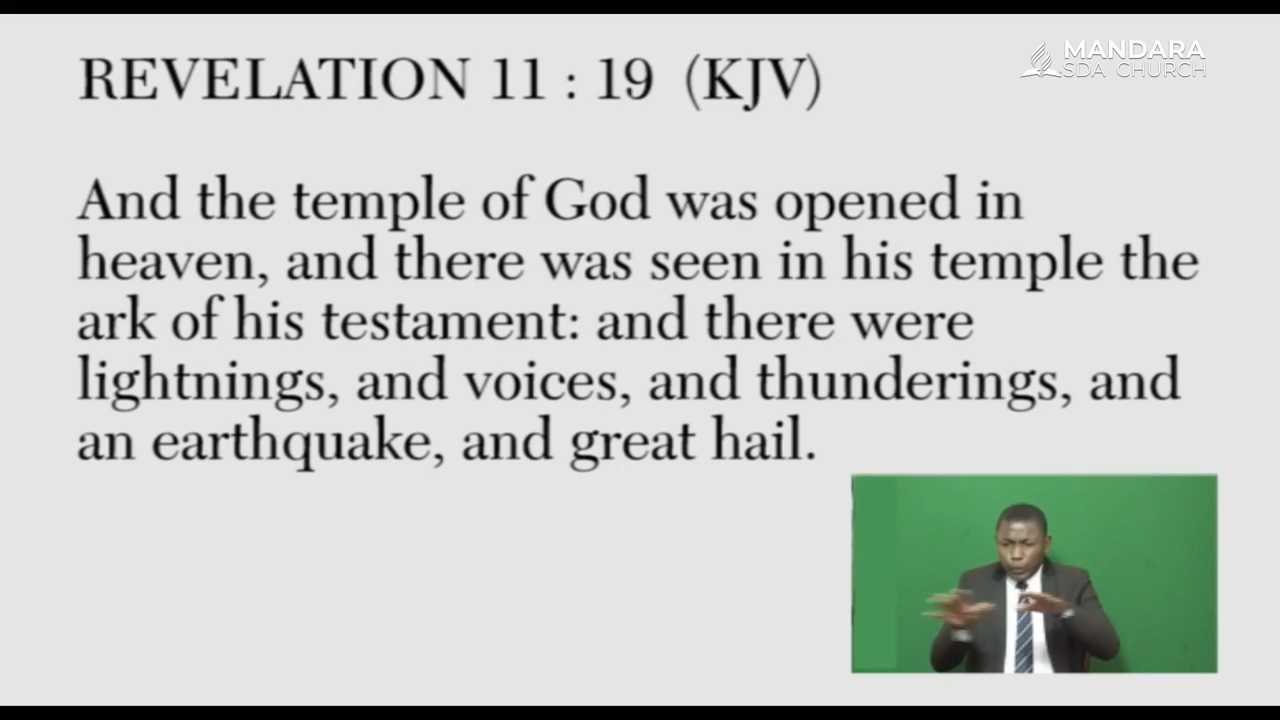 MANDARA
SDA CHURCH
REVELATION 11 : 19 (KJV)
And the temple of God was opened in
heaven, and there was seen in his temple the
ark of his testament: and there were
lightnings, and voices, and thunderings, and
an earthquake, and great hail.